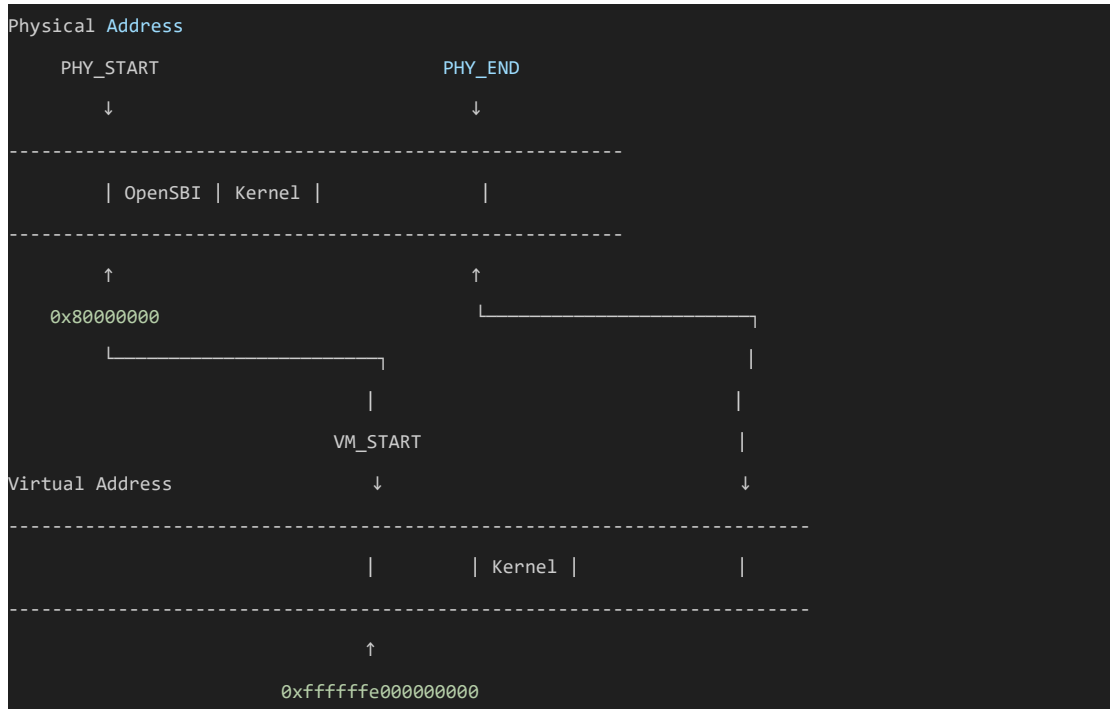 Physical Address
PHY_START PHY_END
↓ ↓
--------------------------------------------------------
| OpenSBI | Kernel | |
--------------------------------------------------------
↑ ↑
0x80000000 └────────────────────────┐
└────────────────────────┐ |
| |
VM_START |
Virtual Address ↓ ↓
-------------------------------------------------------------------------
| | Kernel | |
-------------------------------------------------------------------------
↑
0xffffffe000000000